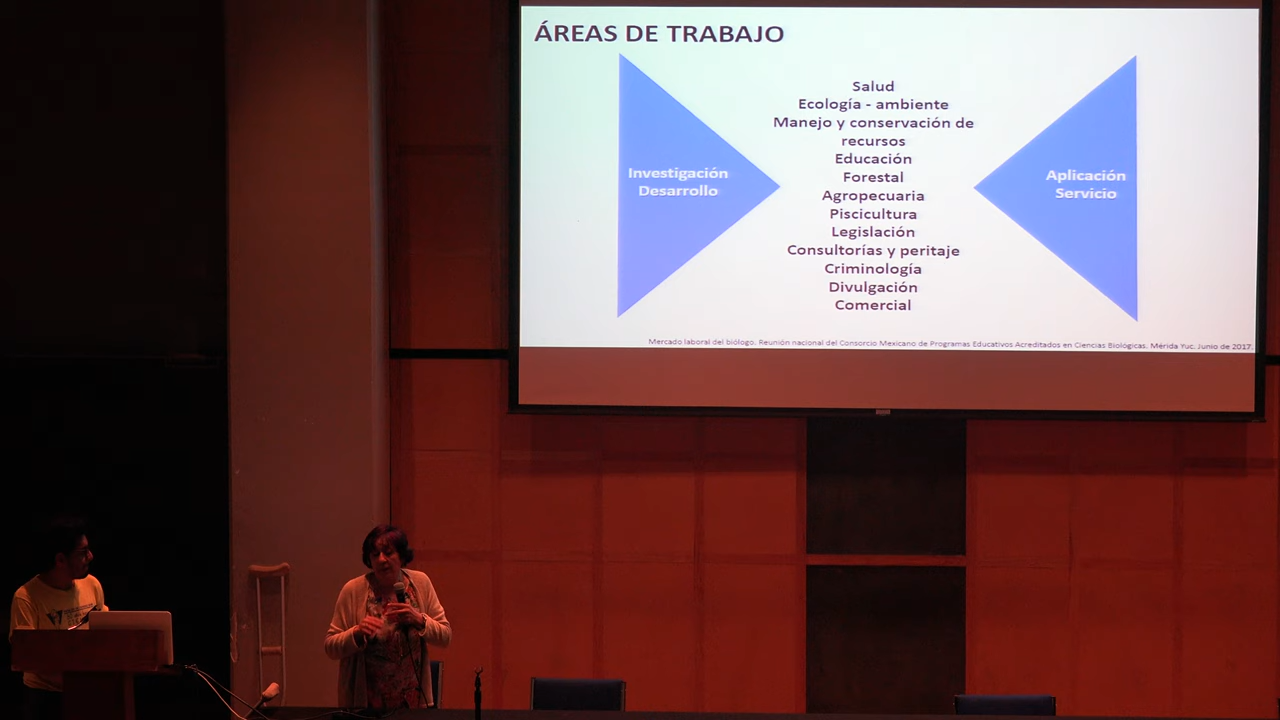 ÁREAS DE TRABAJO
Salud
Ecología - ambiente
Manejo y conservación de
recursos
Educación
Forestal
Agropecuaria
Piscicultura
Legislación
Consultorías y peritaje
Criminología
Divulgación
Comercial
Investigación
Desarrollo
Aplicación
Servicio
Mercado laboral del biólogo. Reunión nacional del Consorcio Mexicano de Programas Educativos Acreditados en Ciencias Biológicas. Mérida Yuc. Junio de 2017.